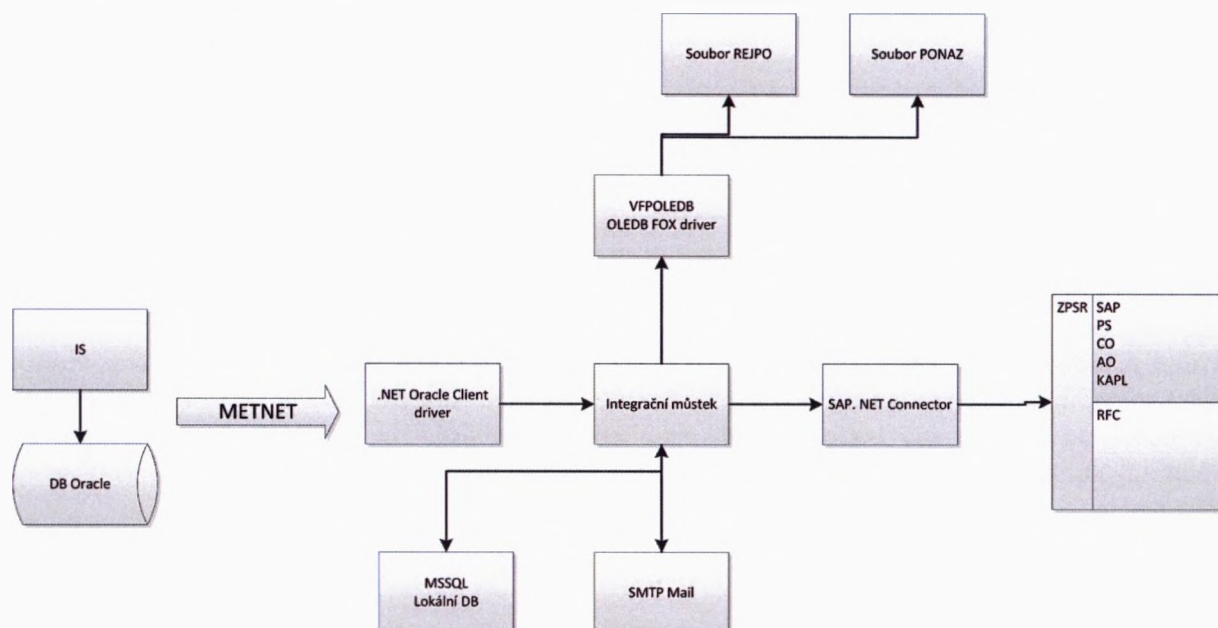 Soubor REJPO
Soubor PONAZ
VFPOLEDB
OLEDB FOX driver
IS
METNET
.NET Oracle Client
driver
Integrační můstek
SAP. NET Connector
ZPSR
SAP
PS
CO
AO
KAPL
RFC
DB Oracle
MSSQL
Lokální DB
SMTP Mail